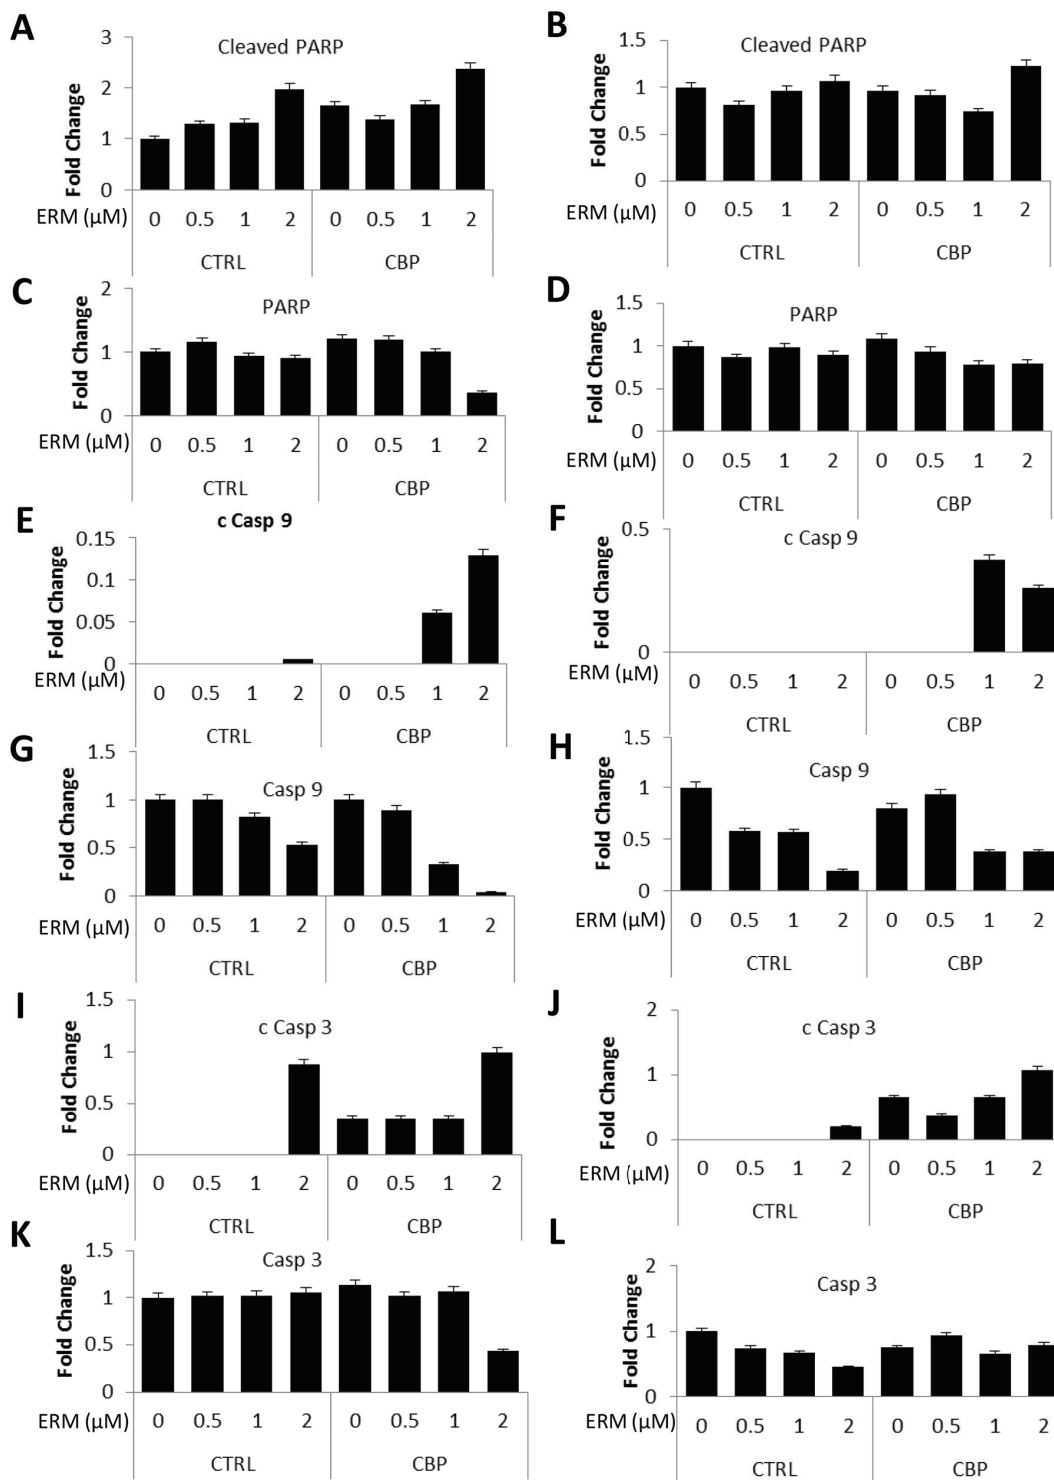 A
Cleaved PARP
Fold Change
3
2
1
0
ERM (µM)
0 0.5 1 2 0 0.5 1 2
CTRL CBP
B
Cleaved PARP
Fold Change
1.5
1
0.5
0
ERM (µM)
0 0.5 1 2 0 0.5 1 2
CTRL CBP
C
PARP
Fold Change
2
1
0
ERM (µM)
0 0.5 1 2 0 0.5 1 2
CTRL CBP
D
PARP
Fold Change
1.5
1
0.5
0
ERM (µM)
0 0.5 1 2 0 0.5 1 2
CTRL CBP
E
c Casp 9
Fold Change
0.15
0.1
0.05
0
ERM (µM)
0 0.5 1 2 0 0.5 1 2
CTRL CBP
F
c Casp 9
Fold Change
0.5
0
ERM (µM)
0 0.5 1 2 0 0.5 1 2
CTRL CBP
G
Casp 9
Fold Change
1.5
1
0.5
0
ERM (µM)
0 0.5 1 2 0 0.5 1 2
CTRL CBP
H
Casp 9
Fold Change
1.5
1
0.5
0
ERM (µM)
0 0.5 1 2 0 0.5 1 2
CTRL CBP
I
c Casp 3
Fold Change
1.5
1
0.5
0
ERM (µM)
0 0.5 1 2 0 0.5 1 2
CTRL CBP
J
c Casp 3
Fold Change
2
1
0
ERM (µM)
0 0.5 1 2 0 0.5 1 2
CTRL CBP
K
Casp 3
Fold Change
1.5
1
0.5
0
ERM (µM)
0 0.5 1 2 0 0.5 1 2
CTRL CBP
L
Casp 3
Fold Change
2
1
0
ERM (µM)
0 0.5 1 2 0 0.5 1 2
CTRL CBP